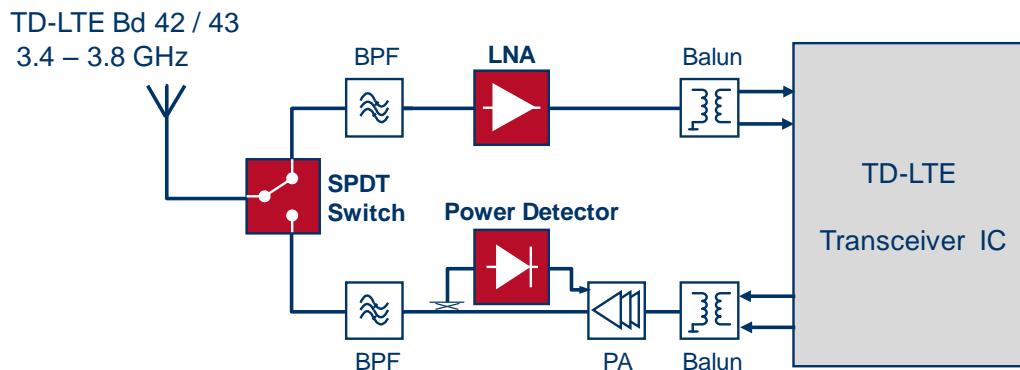 TD-LTE Bd 42 / 43
3.4 – 3.8 GHz
BPF
LNA
Balun
SPDT
Switch
Power Detector
TD-LTE
Transceiver IC
BPF
PA
Balun